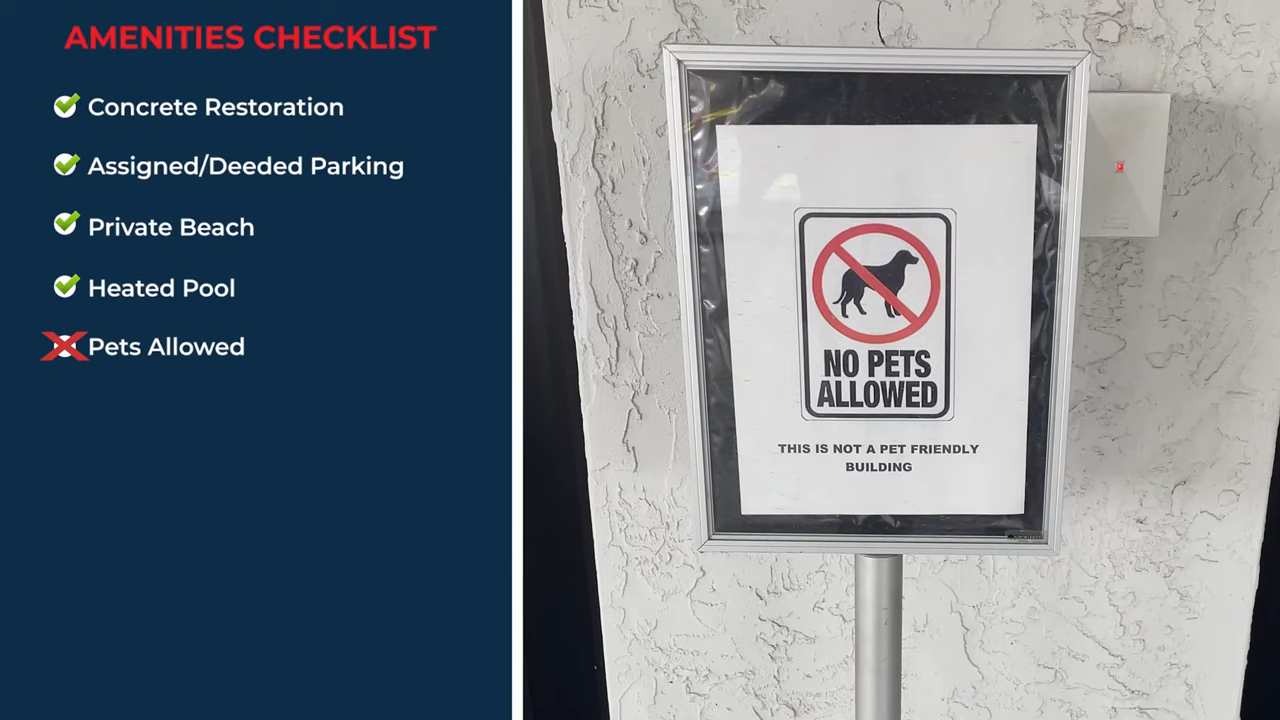 AMENITIES CHECKLIST
Concrete Restoration
Assigned/Deeded Parking
Private Beach
Heated Pool
Pets Allowed
NO PETS
ALLOWED
THIS IS NOT A PET FRIENDLY
BUILDING